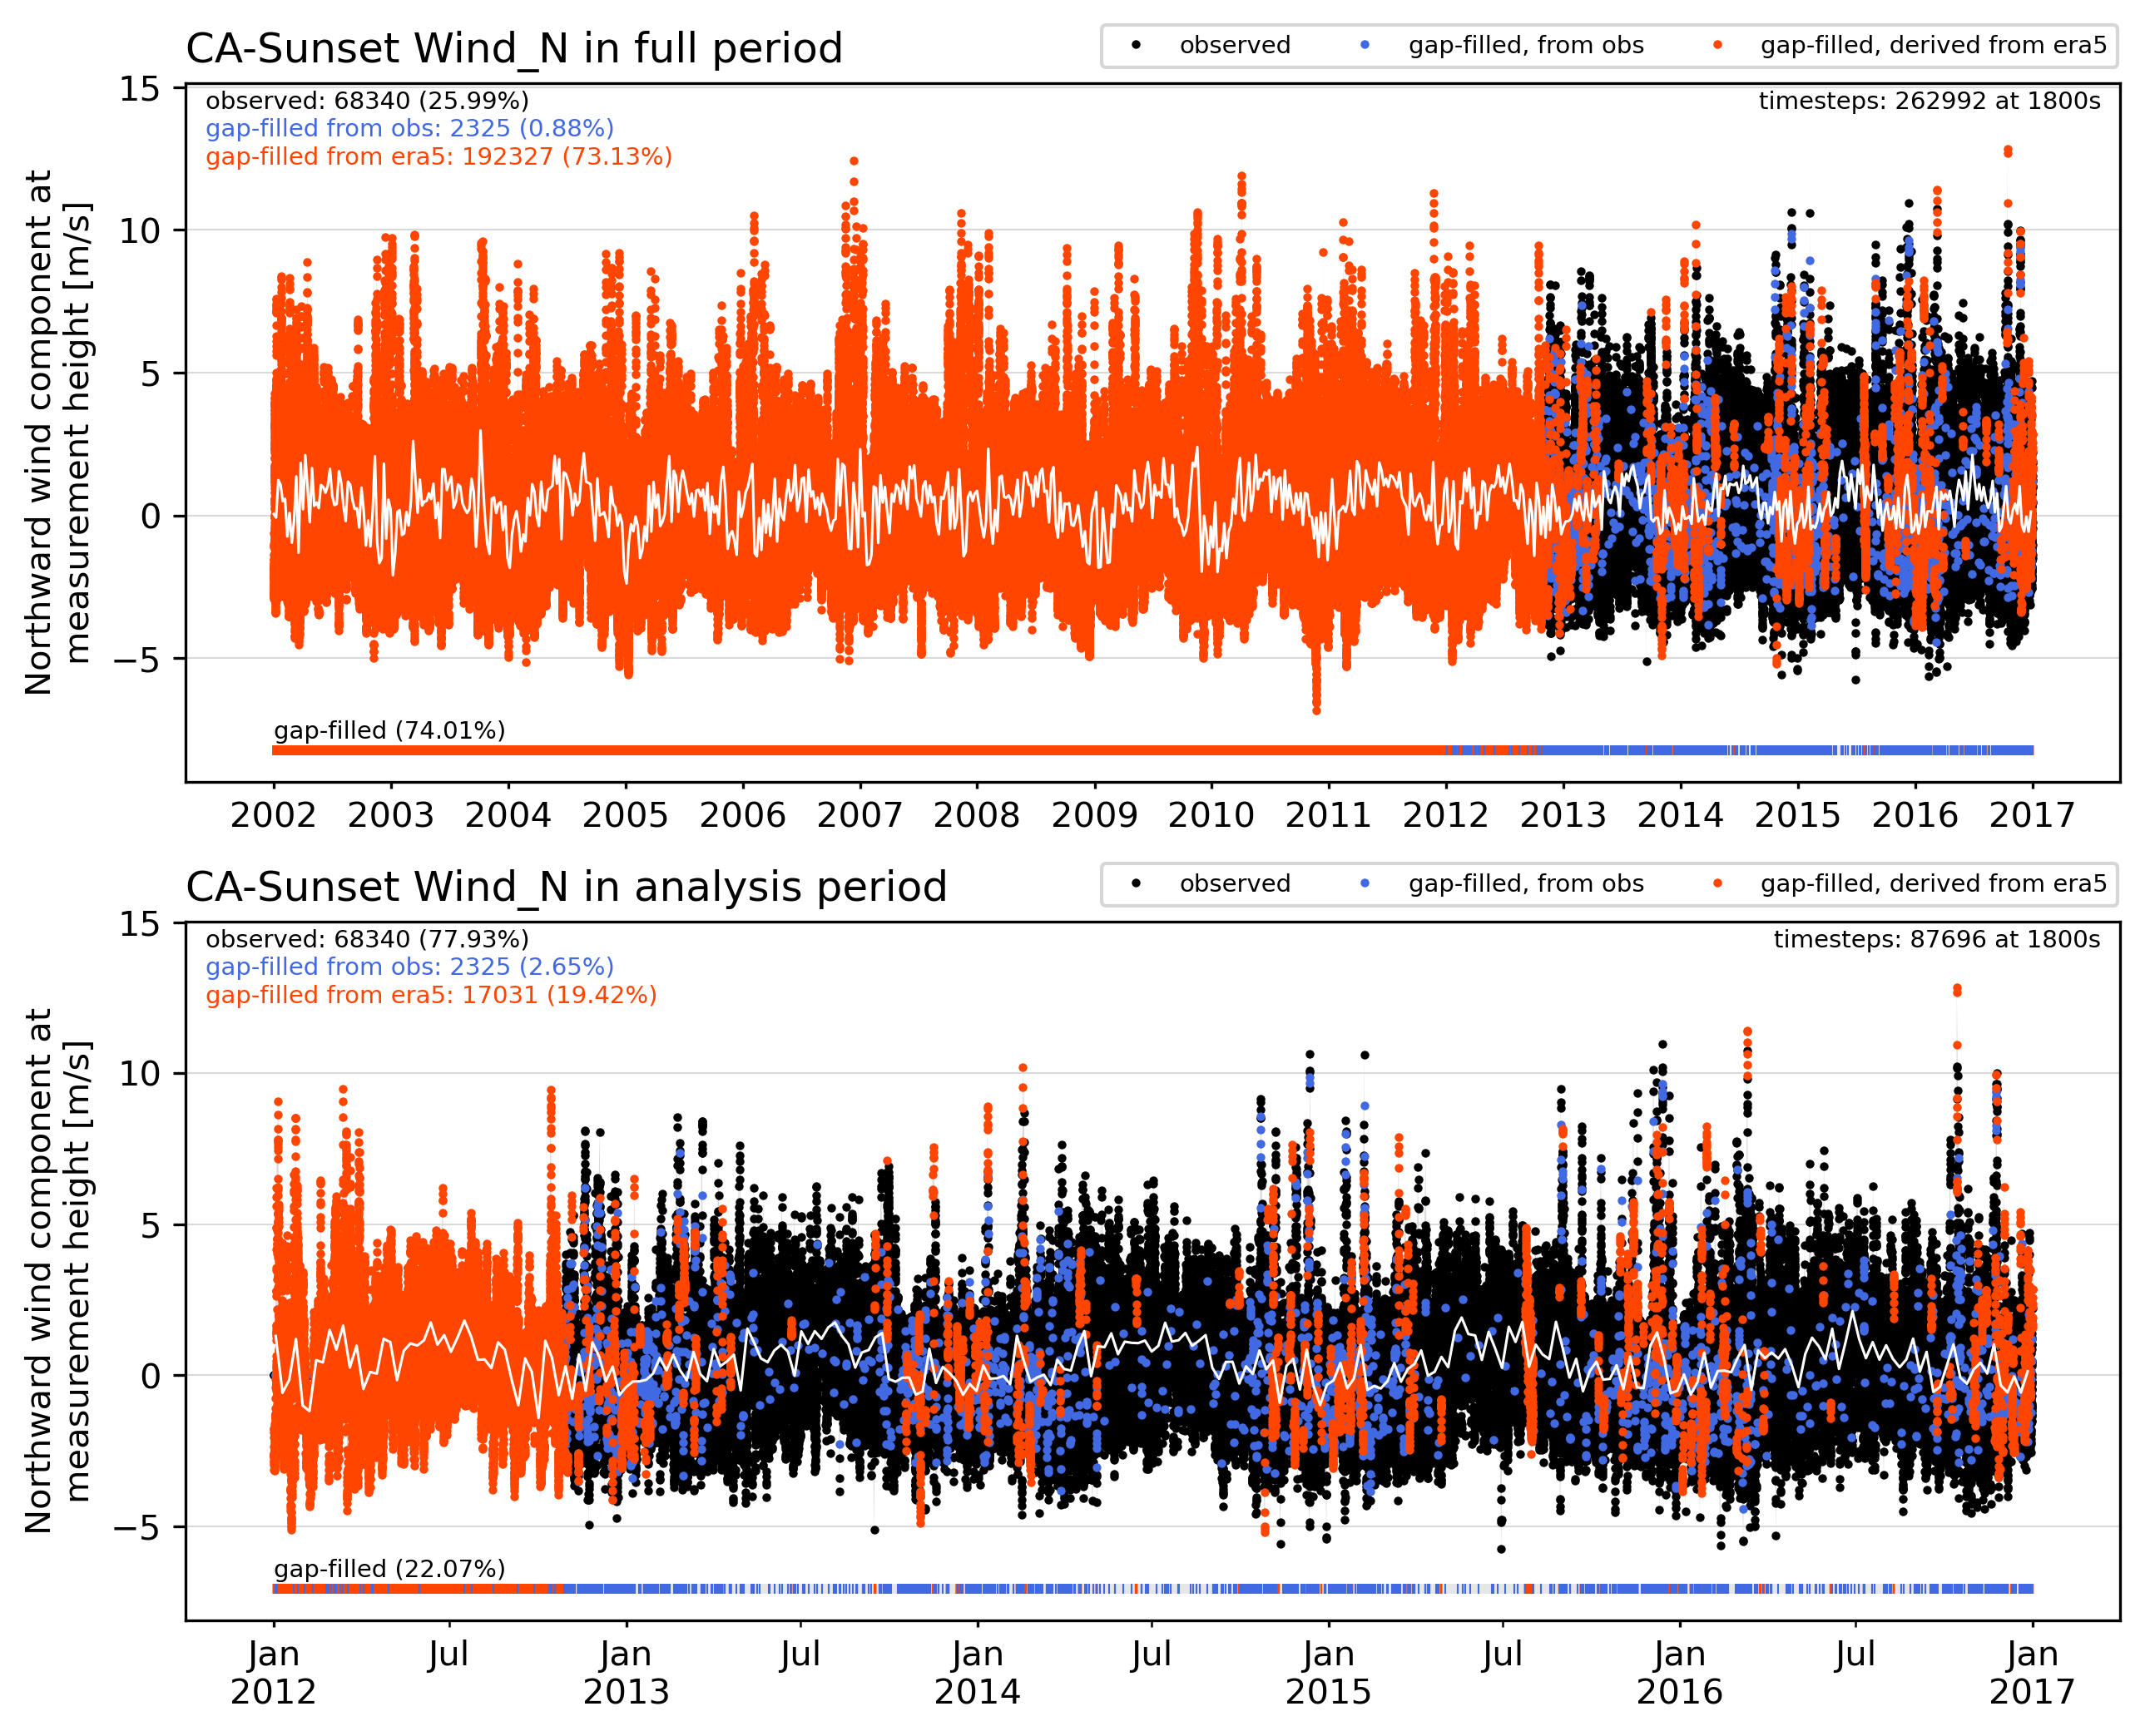 CA-Sunset Wind_N in full period
observed
gap-filled, from obs
gap-filled, derived from era5
observed: 68340 (25.99%)
gap-filled from obs: 2325 (0.88%)
gap-filled from era5: 192327 (73.13%)
timesteps: 262992 at 1800s
Northward wind component at
measurement height [m/s]
15
10
5
0
−5
gap-filled (74.01%)
2002 2003 2004 2005 2006 2007 2008 2009 2010 2011 2012 2013 2014 2015 2016 2017
CA-Sunset Wind_N in analysis period
observed
gap-filled, from obs
gap-filled, derived from era5
observed: 68340 (77.93%)
gap-filled from obs: 2325 (2.65%)
gap-filled from era5: 17031 (19.42%)
timesteps: 87696 at 1800s
Northward wind component at
measurement height [m/s]
15
10
5
0
−5
gap-filled (22.07%)
Jan Jul Jan Jul Jan Jul Jan Jul Jan Jul Jan
2012 2013 2014 2015 2016 2017